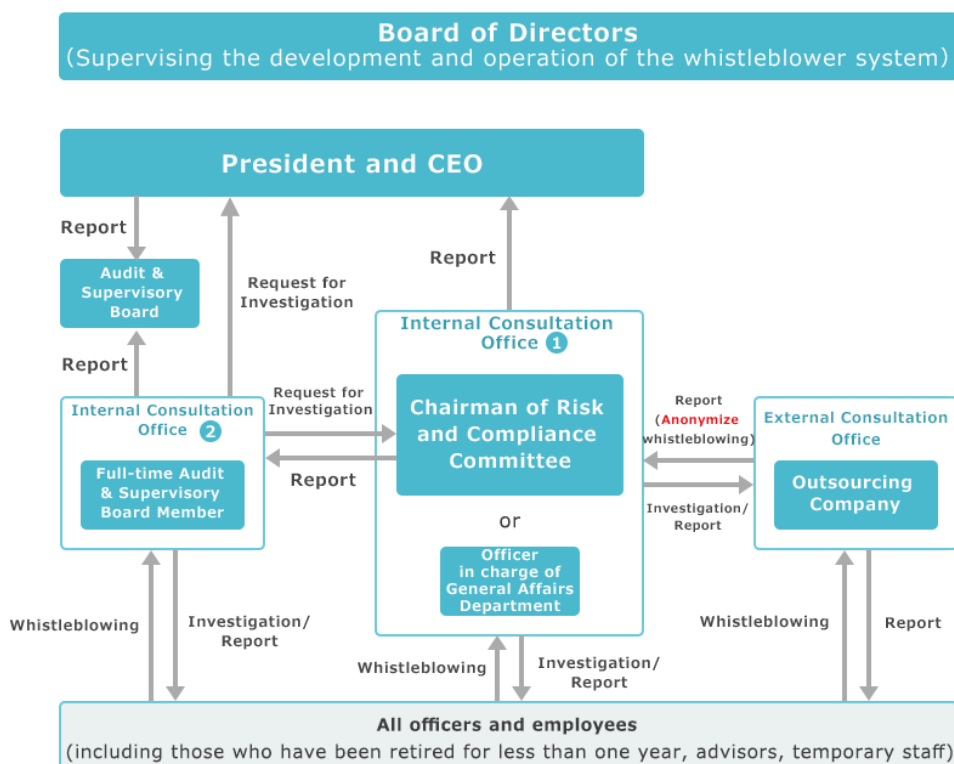 Board of Directors
(Supervising the development and operation of the whistleblower system)
President and CEO
Report
Audit &
Supervisory
Board
Request for
Investigation
Report
Report
Internal Consultation
Office 1
Chairman of Risk
and Compliance
Committee
or
Officer
in charge of
General Affairs
Department
Internal Consultation
Office 2
Full-time Audit
& Supervisory
Board Member
Request for
Investigation
Report
Report
(Anonymize
whistleblowing)
Investigation/
Report
External Consultation
Office
Outsourcing
Company
Whistleblowing
Investigation/
Report
Whistleblowing
Investigation/
Report
Whistleblowing
Report
All officers and employees
(including those who have been retired for less than one year, advisors, temporary staff)